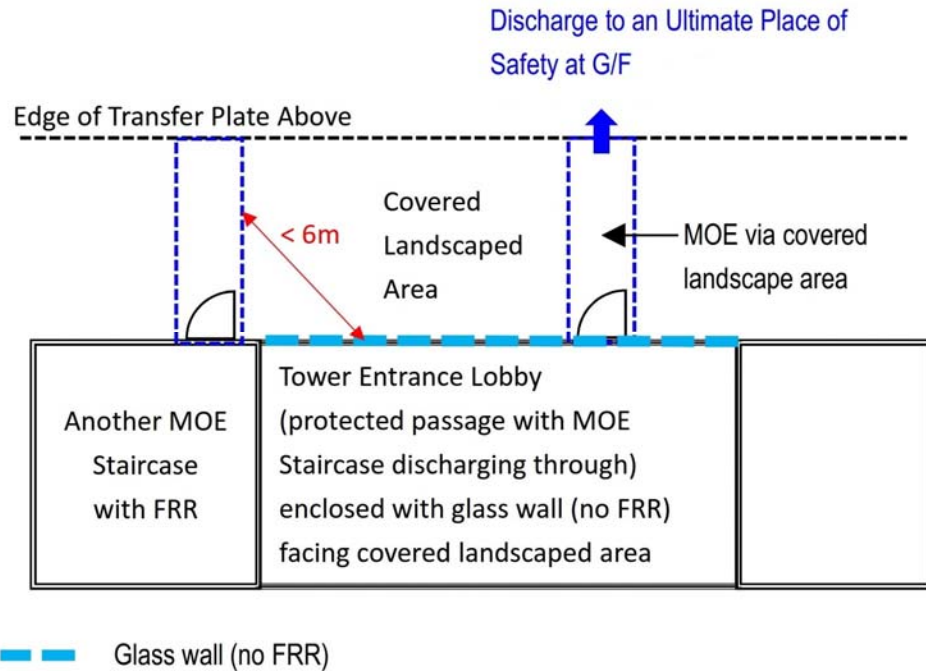 Discharge to an Ultimate Place of
Safety at G/F
Edge of Transfer Plate Above
Covered
Landscaped
Area
< 6m
MOE via covered
landscape area
Another MOE
Staircase
with FRR
Tower Entrance Lobby
(protected passage with MOE
Staircase discharging through)
enclosed with glass wall (no FRR)
facing covered landscaped area
Glass wall (no FRR)